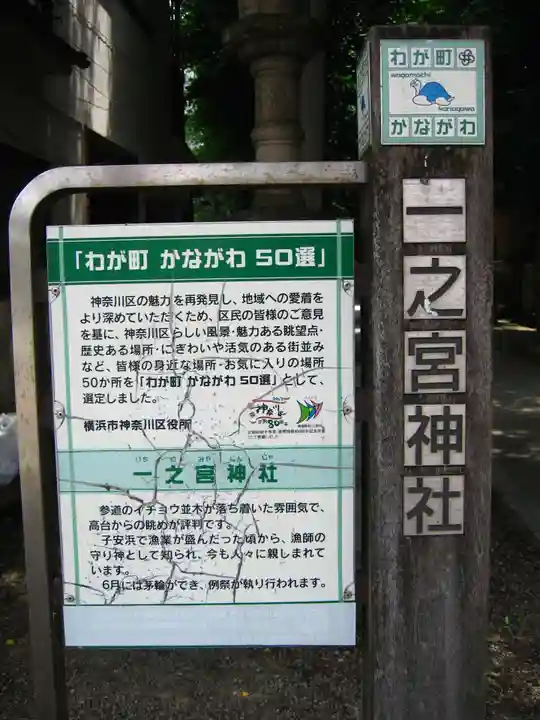 わが町
wagamachi
kanagawa
かながわ
一之宮神社
「わが町 かながわ 50選」
神奈川区の魅力を再発見し、地域への愛着を
より深めていただくため、区民の皆様のご意見
を基に、神奈川区らしい風景・魅力ある眺望点・
歴史ある場所・にぎわいや活気のある街並み
など、皆様の身近な場所・お気に入りの場所
50か所を「わが町 かながわ 50選」として、
選定しました。
横浜市神奈川区役所
いち の みや じん じゃ
一之宮神社
参道のイチョウ並木が落ち着いた雰囲気で、
高台からの眺めが評判です。
子安浜で漁業が盛んだった頃から、漁師の
守り神として知られ、今も人々に親しまれて
います。
6月には茅輪ができ、例祭が執り行われます。